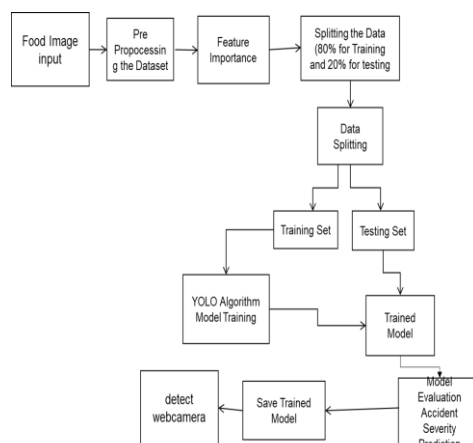 Food Image
input
Pre
Propocessin
g the Dataset
Feature
Importance
Splitting the Data
(80% for Training
and 20% for testing
Data
Splitting
Training Set
Testing Set
YOLO Algorithm
Model Training
Trained
Model
Model
Evaluation
Accident
Severity
Prediction
Save Trained
Model
detect
webcamera